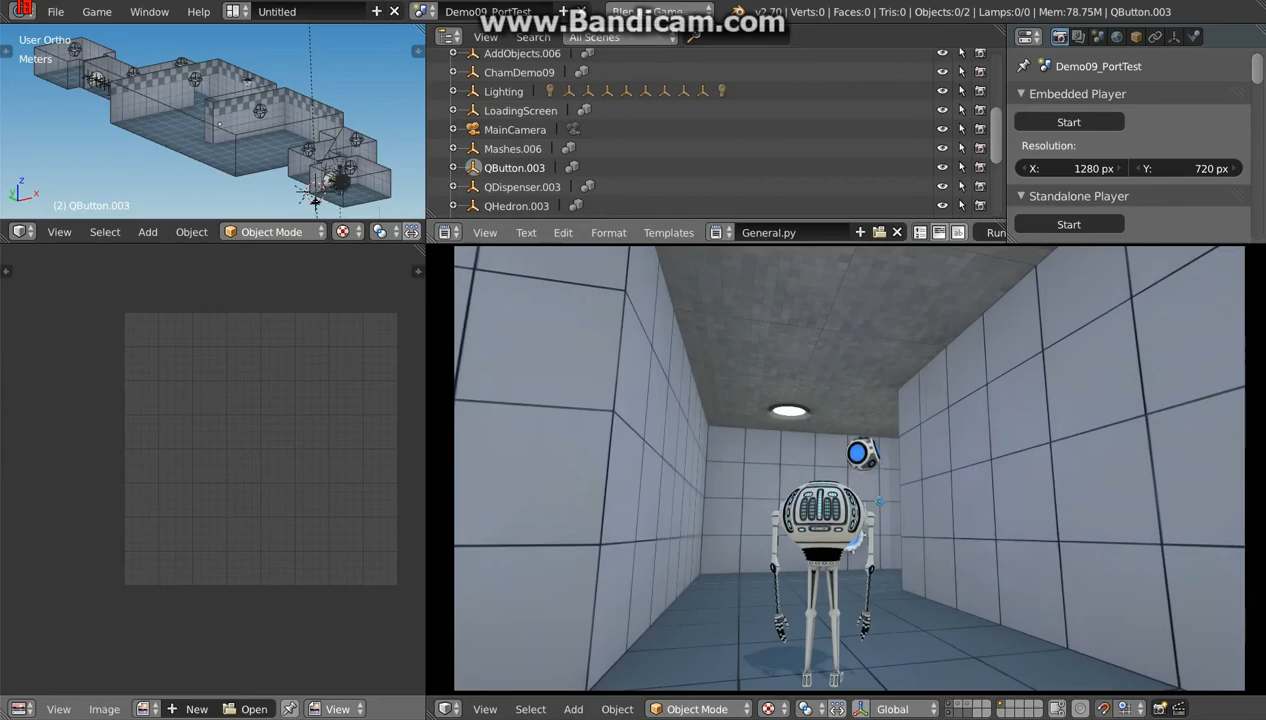 File Game Window Help Untitled Demo09_PortTest Blender Game v2.70 | Verts:0 | Faces:0 | Tris:0 | Objects:0/2 | Lamps:0/0 | Mem:78.75M | QButton.003
www.Bandicam.com
User Ortho
Meters
(2) QButton.003
View Select Add Object Object Mode
View Search All Scenes
AddObjects.006
ChamDemo09
Lighting
LoadingScreen
MainCamera
Mashes.006
QButton.003
QDispenser.003
QHedron.003
View Text Edit Format Templates General.py Run
Demo09_PortTest
Embedded Player
Start
Resolution:
X: 1280 px Y: 720 px
Standalone Player
Start
View Image New Open View
View Select Add Object Object Mode Global